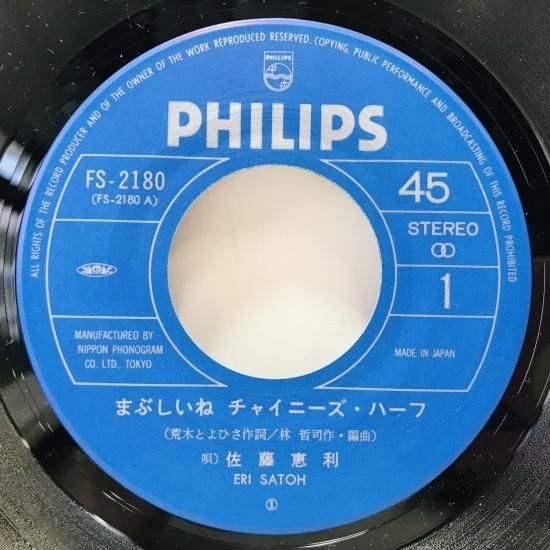 ALL RIGHTS OF THE RECORD PRODUCER AND OF THE OWNER OF THE WORK REPRODUCED RESERVED. COPYING, PUBLIC PERFORMANCE AND BROADCASTING OF THIS RECORD PROHIBITED
PHILIPS
PHILIPS
FS-2180
(FS-2180 A)
45
STEREO
1
MANUFACTURED BY
NIPPON PHONOGRAM
CO. LTD., TOKYO
MADE IN JAPAN
まぶしいね チャイニーズ・ハーフ
(荒木とよひさ作詞/林 哲司作・編曲)
唄) 佐藤恵利
ERI SATOH
①